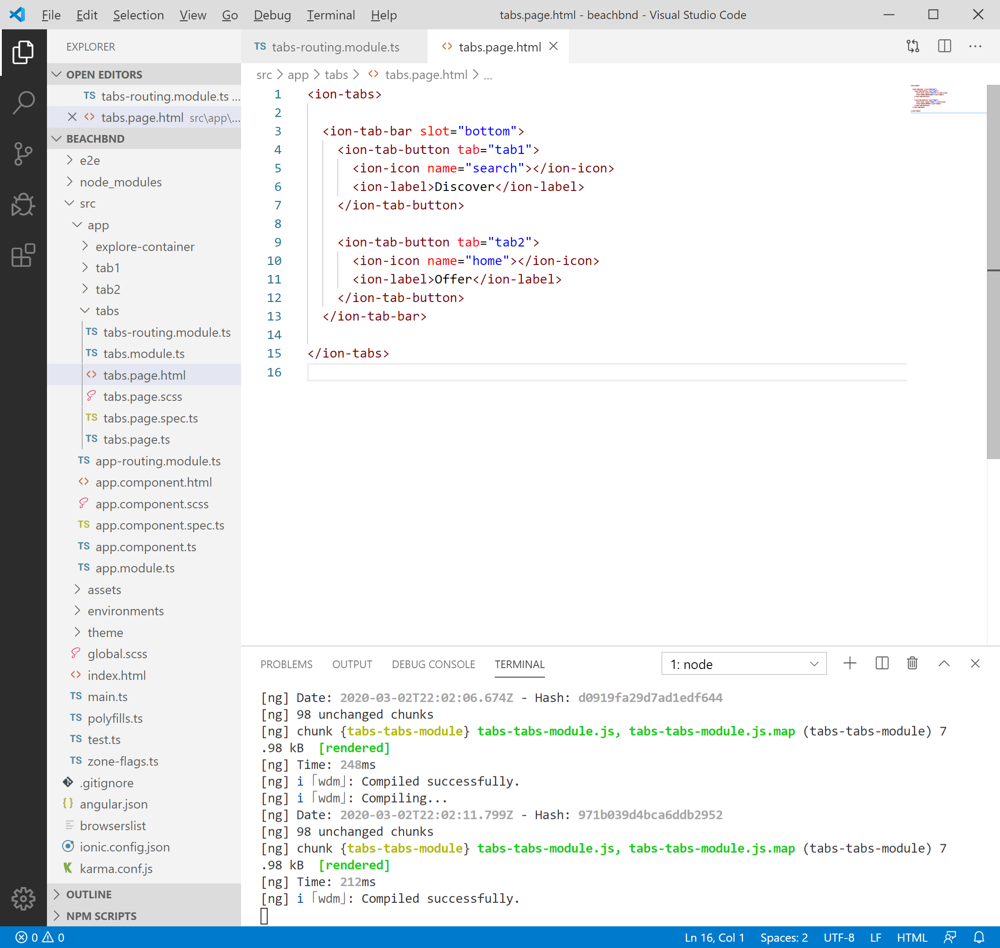 File Edit Selection View Go Debug Terminal Help
tabs.page.html - beachbnd - Visual Studio Code
EXPLORER
OPEN EDITORS
TS tabs-routing.module.ts ...
tabs.page.html src\app\...
BEACHBND
e2e
node_modules
src
app
explore-container
tab1
tab2
tabs
TS tabs-routing.module.ts
TS tabs.module.ts
<> tabs.page.html
tabs.page.scss
TS tabs.page.spec.ts
TS tabs.page.ts
TS app-routing.module.ts
<> app.component.html
app.component.scss
TS app.component.spec.ts
TS app.component.ts
TS app.module.ts
assets
environments
theme
global.scss
<> index.html
TS main.ts
TS polyfills.ts
TS test.ts
TS zone-flags.ts
.gitignore
{} angular.json
browserslist
ionic.config.json
karma.conf.js
OUTLINE
NPM SCRIPTS
TS tabs-routing.module.ts
<> tabs.page.html
src > app > tabs > <> tabs.page.html > ...
1 <ion-tabs>
2
3 <ion-tab-bar slot="bottom">
4 <ion-tab-button tab="tab1">
5 <ion-icon name="search"></ion-icon>
6 <ion-label>Discover</ion-label>
7 </ion-tab-button>
8
9 <ion-tab-button tab="tab2">
10 <ion-icon name="home"></ion-icon>
11 <ion-label>Offer</ion-label>
12 </ion-tab-button>
13 </ion-tab-bar>
14
15 </ion-tabs>
16
PROBLEMS OUTPUT DEBUG CONSOLE TERMINAL
1: node
[ng] Date: 2020-03-02T22:02:06.674Z - Hash: d0919fa29d7ad1edf644
[ng] 98 unchanged chunks
[ng] chunk {tabs-tabs-module} tabs-tabs-module.js, tabs-tabs-module.js.map (tabs-tabs-module) 7
.98 kB [rendered]
[ng] Time: 248ms
[ng] i ｢wdm｣: Compiled successfully.
[ng] i ｢wdm｣: Compiling...
[ng] Date: 2020-03-02T22:02:11.799Z - Hash: 971b039d4bca6ddb2952
[ng] 98 unchanged chunks
[ng] chunk {tabs-tabs-module} tabs-tabs-module.js, tabs-tabs-module.js.map (tabs-tabs-module) 7
.98 kB [rendered]
[ng] Time: 212ms
[ng] i ｢wdm｣: Compiled successfully.
0 0
Ln 16, Col 1 Spaces: 2 UTF-8 LF HTML